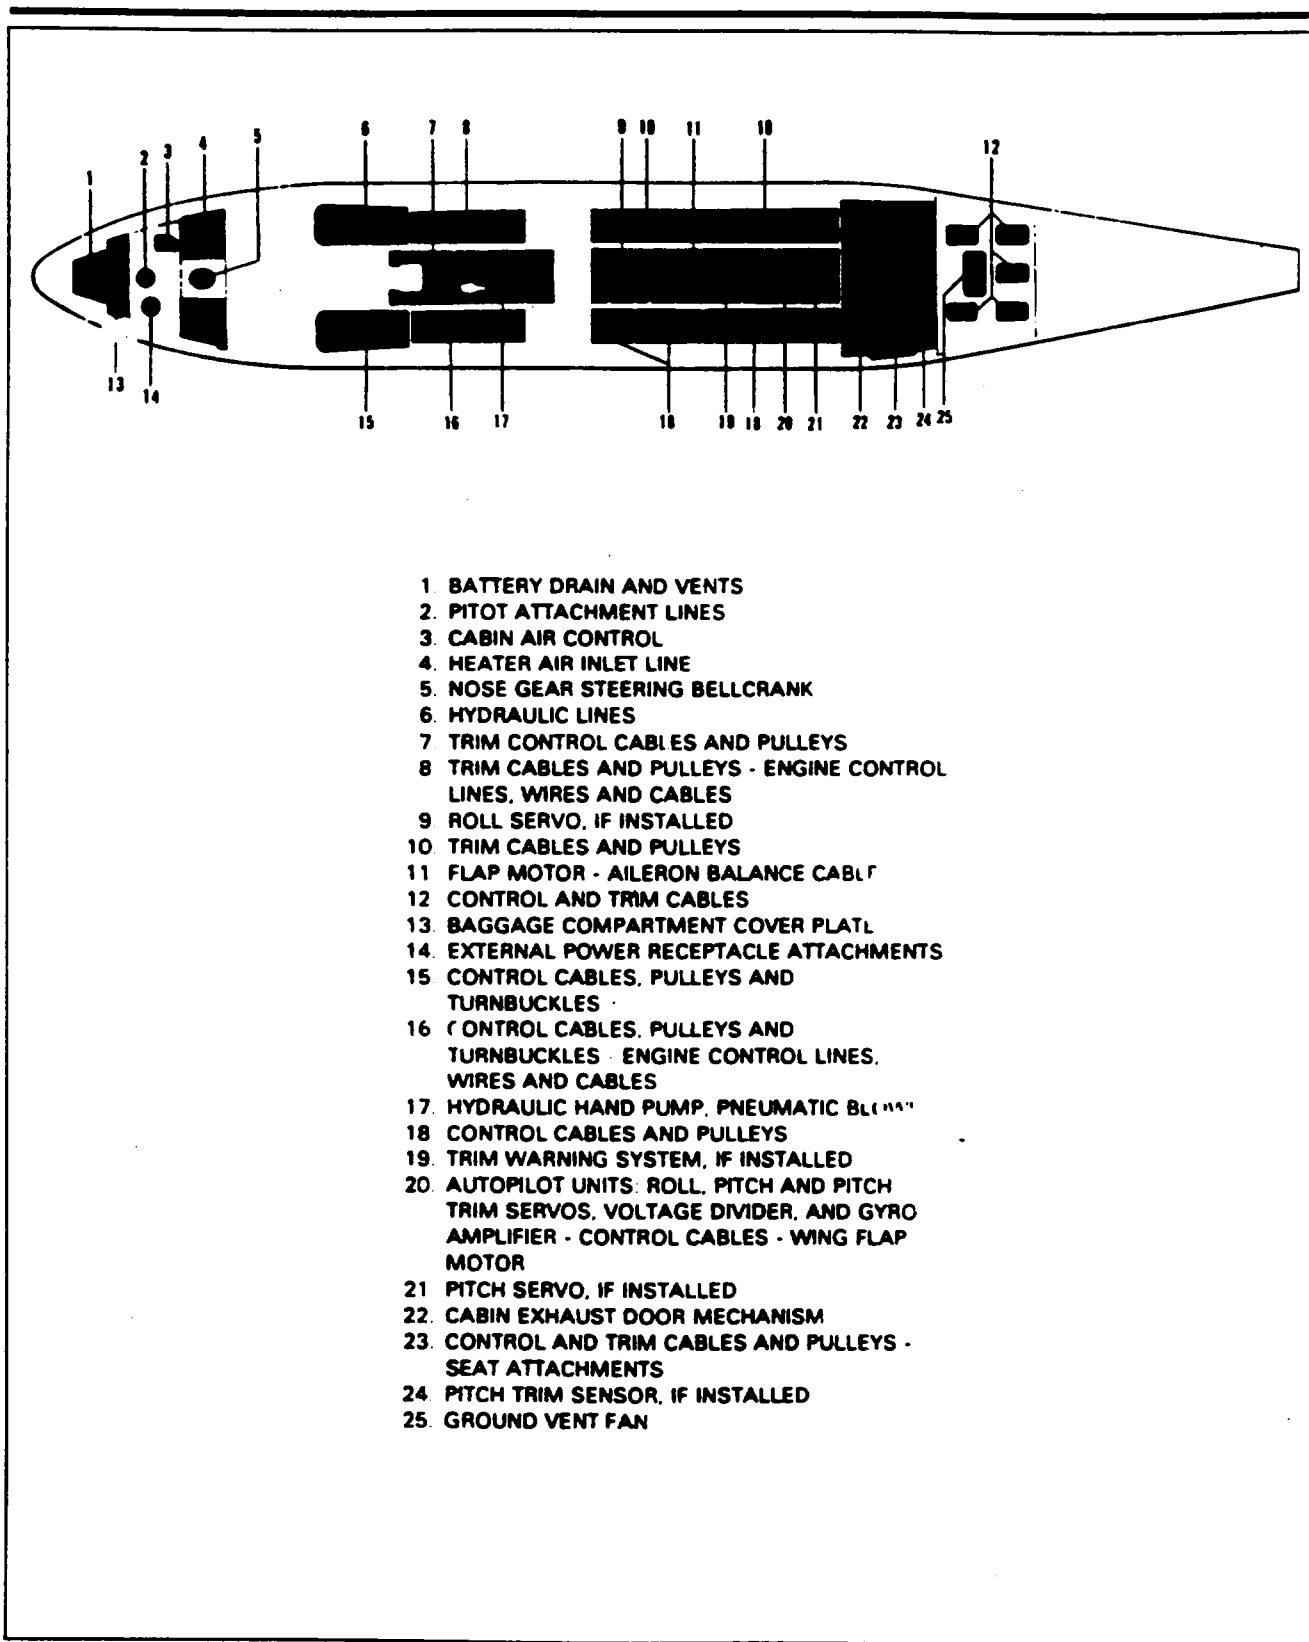 1 2 3 4 5 6 7 8 9 10 11 10 12
13 14 15 16 17 18 19 18 20 21 22 23 24 25
1. BATTERY DRAIN AND VENTS
2. PITOT ATTACHMENT LINES
3. CABIN AIR CONTROL
4. HEATER AIR INLET LINE
5. NOSE GEAR STEERING BELLCRANK
6. HYDRAULIC LINES
7 TRIM CONTROL CABLES AND PULLEYS
8 TRIM CABLES AND PULLEYS - ENGINE CONTROL
LINES, WIRES AND CABLES
9 ROLL SERVO, IF INSTALLED
10 TRIM CABLES AND PULLEYS
11 FLAP MOTOR - AILERON BALANCE CABLE
12 CONTROL AND TRIM CABLES
13. BAGGAGE COMPARTMENT COVER PLATE
14. EXTERNAL POWER RECEPTACLE ATTACHMENTS
15 CONTROL CABLES, PULLEYS AND
TURNBUCKLES
16 CONTROL CABLES, PULLEYS AND
TURNBUCKLES - ENGINE CONTROL LINES,
WIRES AND CABLES
17. HYDRAULIC HAND PUMP, PNEUMATIC
18 CONTROL CABLES AND PULLEYS
19. TRIM WARNING SYSTEM, IF INSTALLED
20. AUTOPILOT UNITS: ROLL, PITCH AND PITCH
TRIM SERVOS, VOLTAGE DIVIDER, AND GYRO
AMPLIFIER - CONTROL CABLES - WING FLAP
MOTOR
21 PITCH SERVO, IF INSTALLED
22. CABIN EXHAUST DOOR MECHANISM
23. CONTROL AND TRIM CABLES AND PULLEYS -
SEAT ATTACHMENTS
24 PITCH TRIM SENSOR, IF INSTALLED
25. GROUND VENT FAN